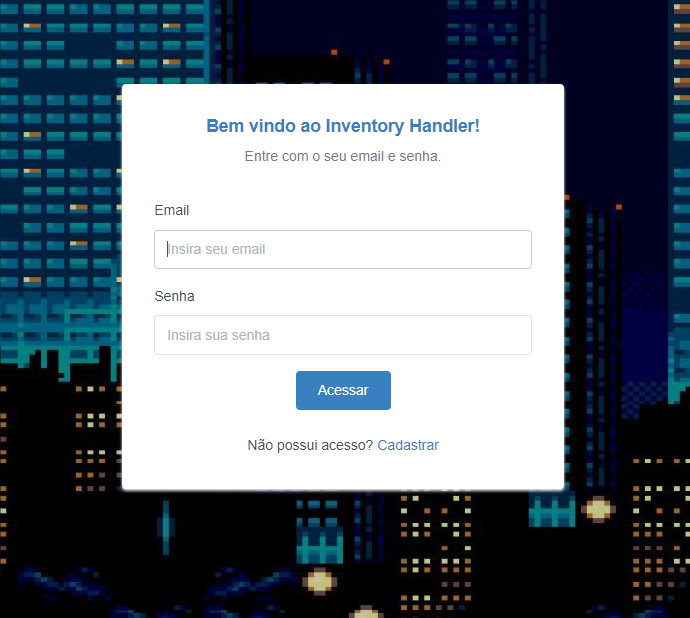 Bem vindo ao Inventory Handler!
Entre com o seu email e senha.
Email
Insira seu email
Senha
Insira sua senha
Acessar
Não possui acesso? Cadastrar